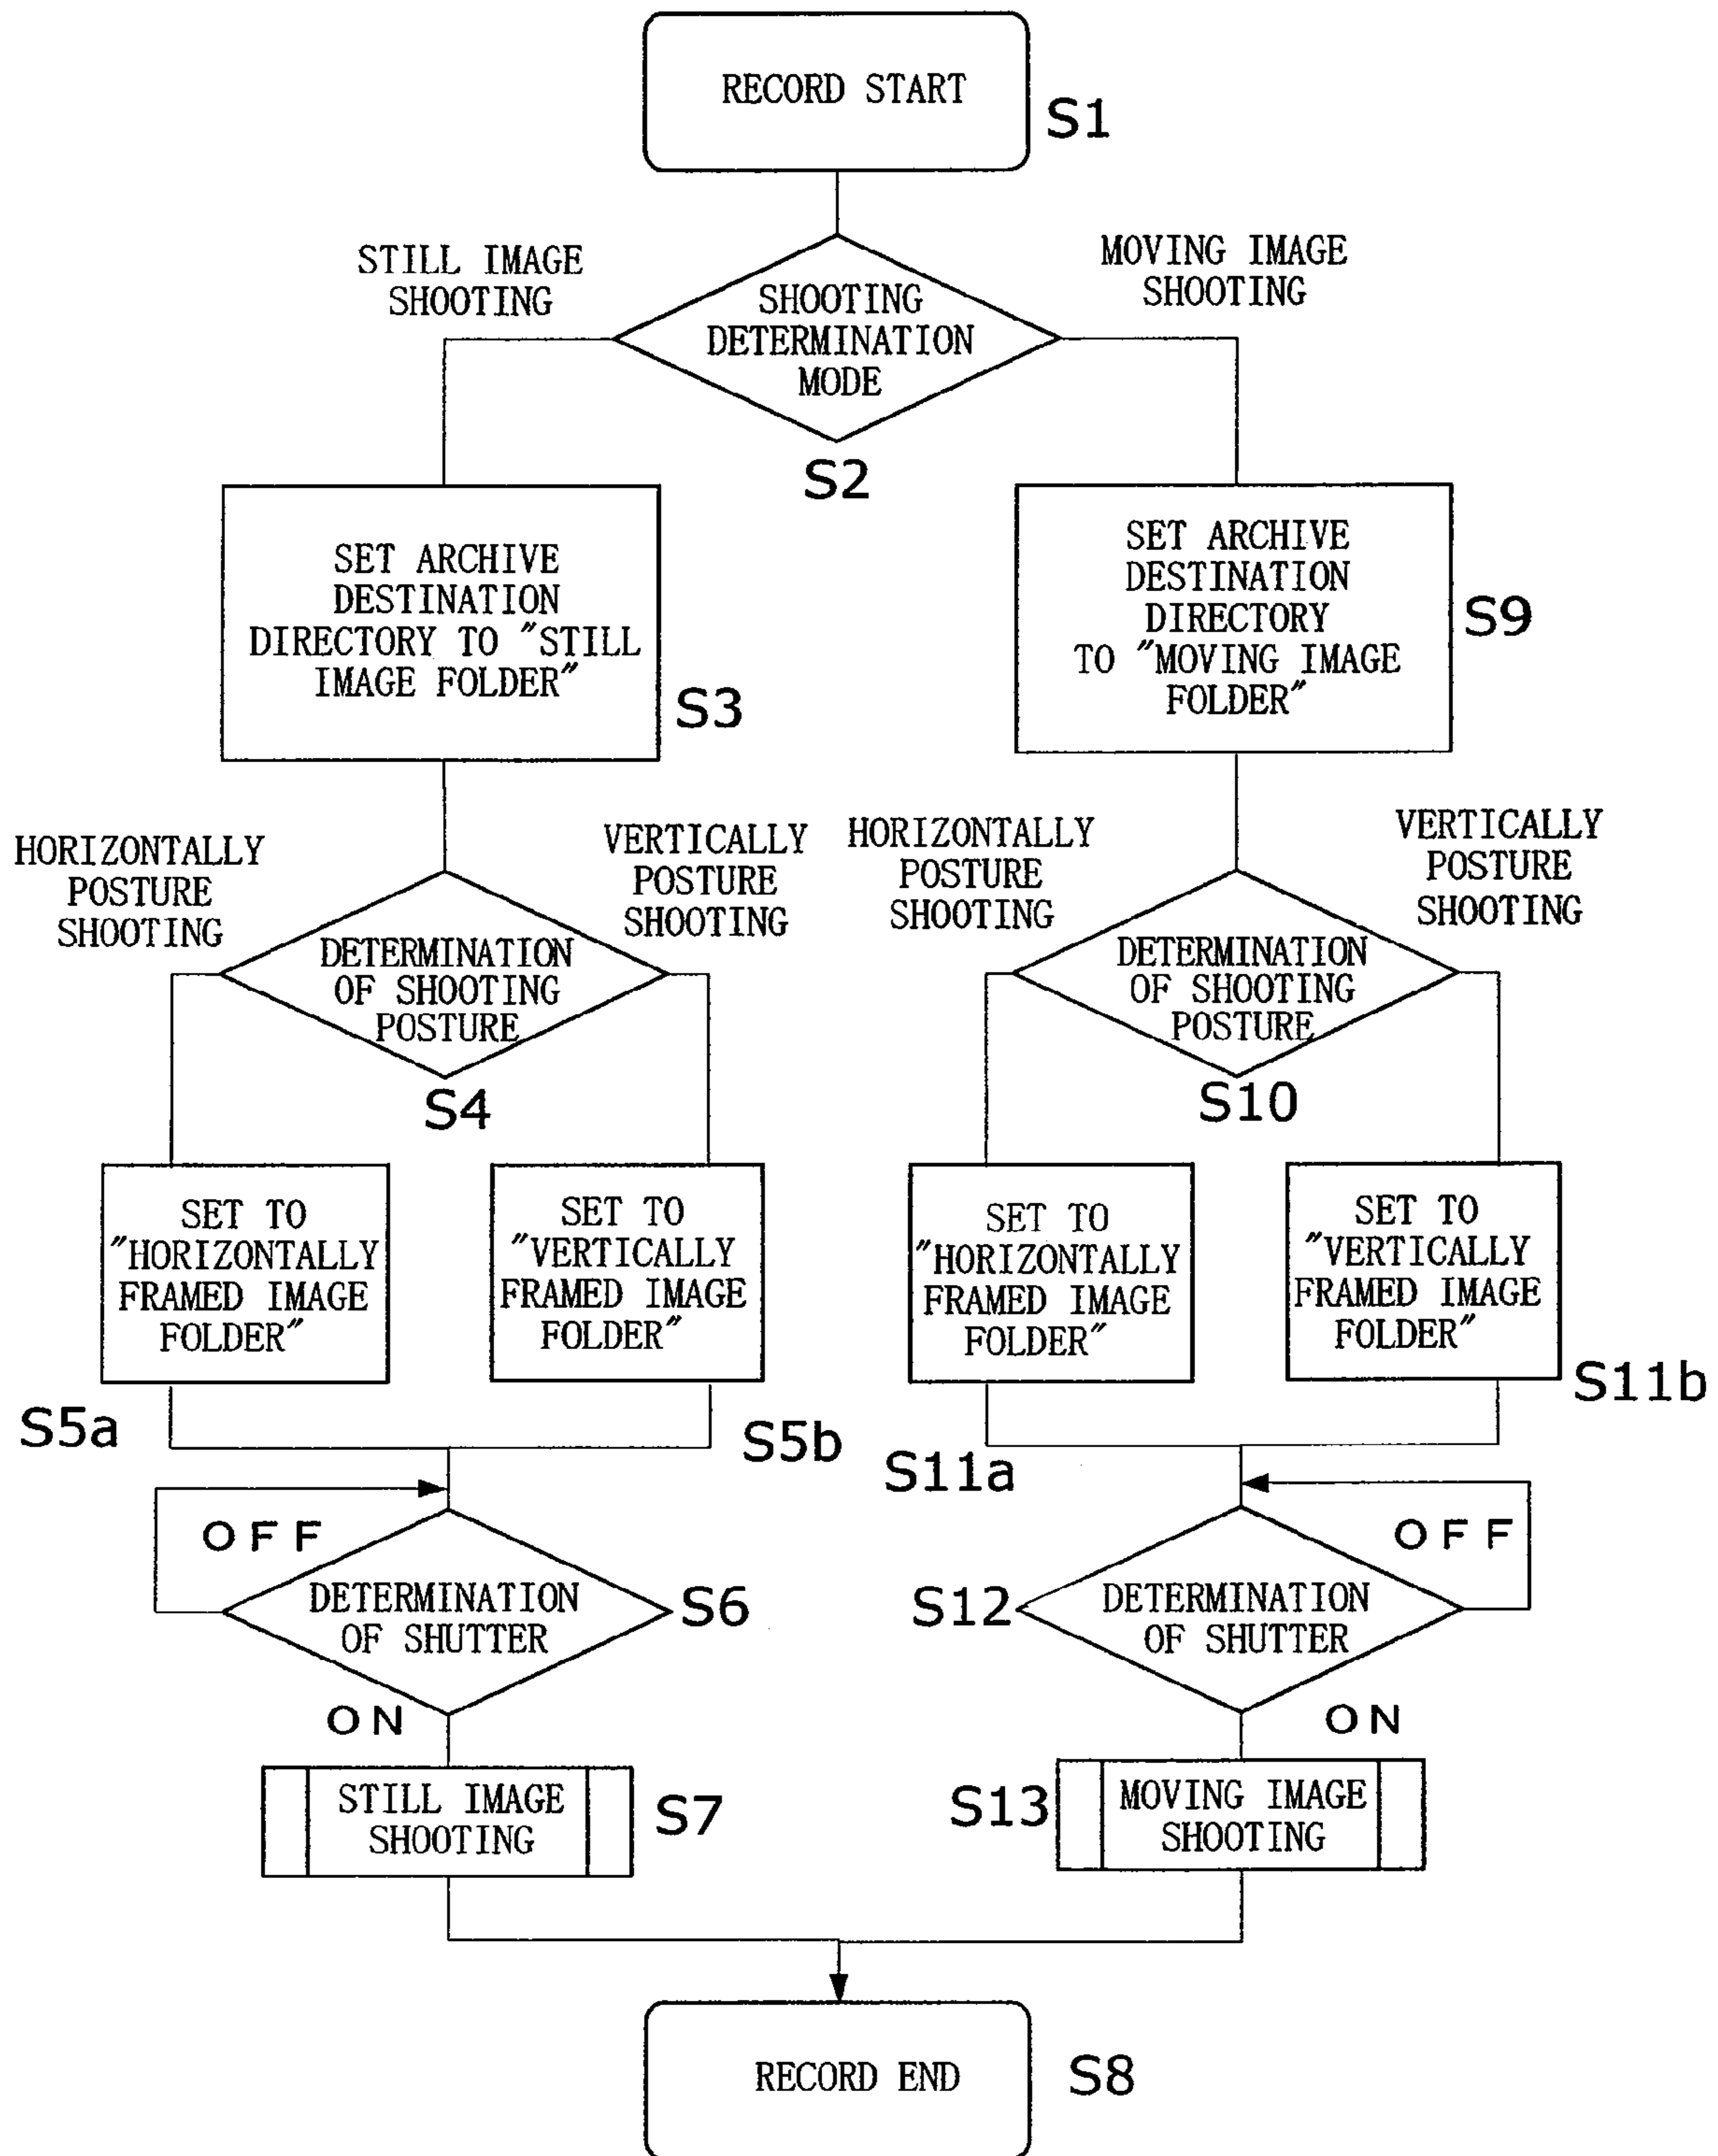 RECORD START
S1
STILL IMAGE
SHOOTING
MOVING IMAGE
SHOOTING
SHOOTING
DETERMINATION
MODE
S2
SET ARCHIVE
DESTINATION
DIRECTORY TO "STILL
IMAGE FOLDER"
S3
SET ARCHIVE
DESTINATION
DIRECTORY
TO "MOVING IMAGE
FOLDER"
S9
HORIZONTALLY
POSTURE
SHOOTING
VERTICALLY
POSTURE
SHOOTING
DETERMINATION
OF SHOOTING
POSTURE
S4
HORIZONTALLY
POSTURE
SHOOTING
VERTICALLY
POSTURE
SHOOTING
DETERMINATION
OF SHOOTING
POSTURE
S10
SET TO
"HORIZONTALLY
FRAMED IMAGE
FOLDER"
S5a
SET TO
"VERTICALLY
FRAMED IMAGE
FOLDER"
S5b
SET TO
"HORIZONTALLY
FRAMED IMAGE
FOLDER"
S11a
SET TO
"VERTICALLY
FRAMED IMAGE
FOLDER"
S11b
OFF
DETERMINATION
OF SHUTTER
S6
ON
OFF
S12
DETERMINATION
OF SHUTTER
ON
STILL IMAGE
SHOOTING
S7
S13
MOVING IMAGE
SHOOTING
RECORD END
S8